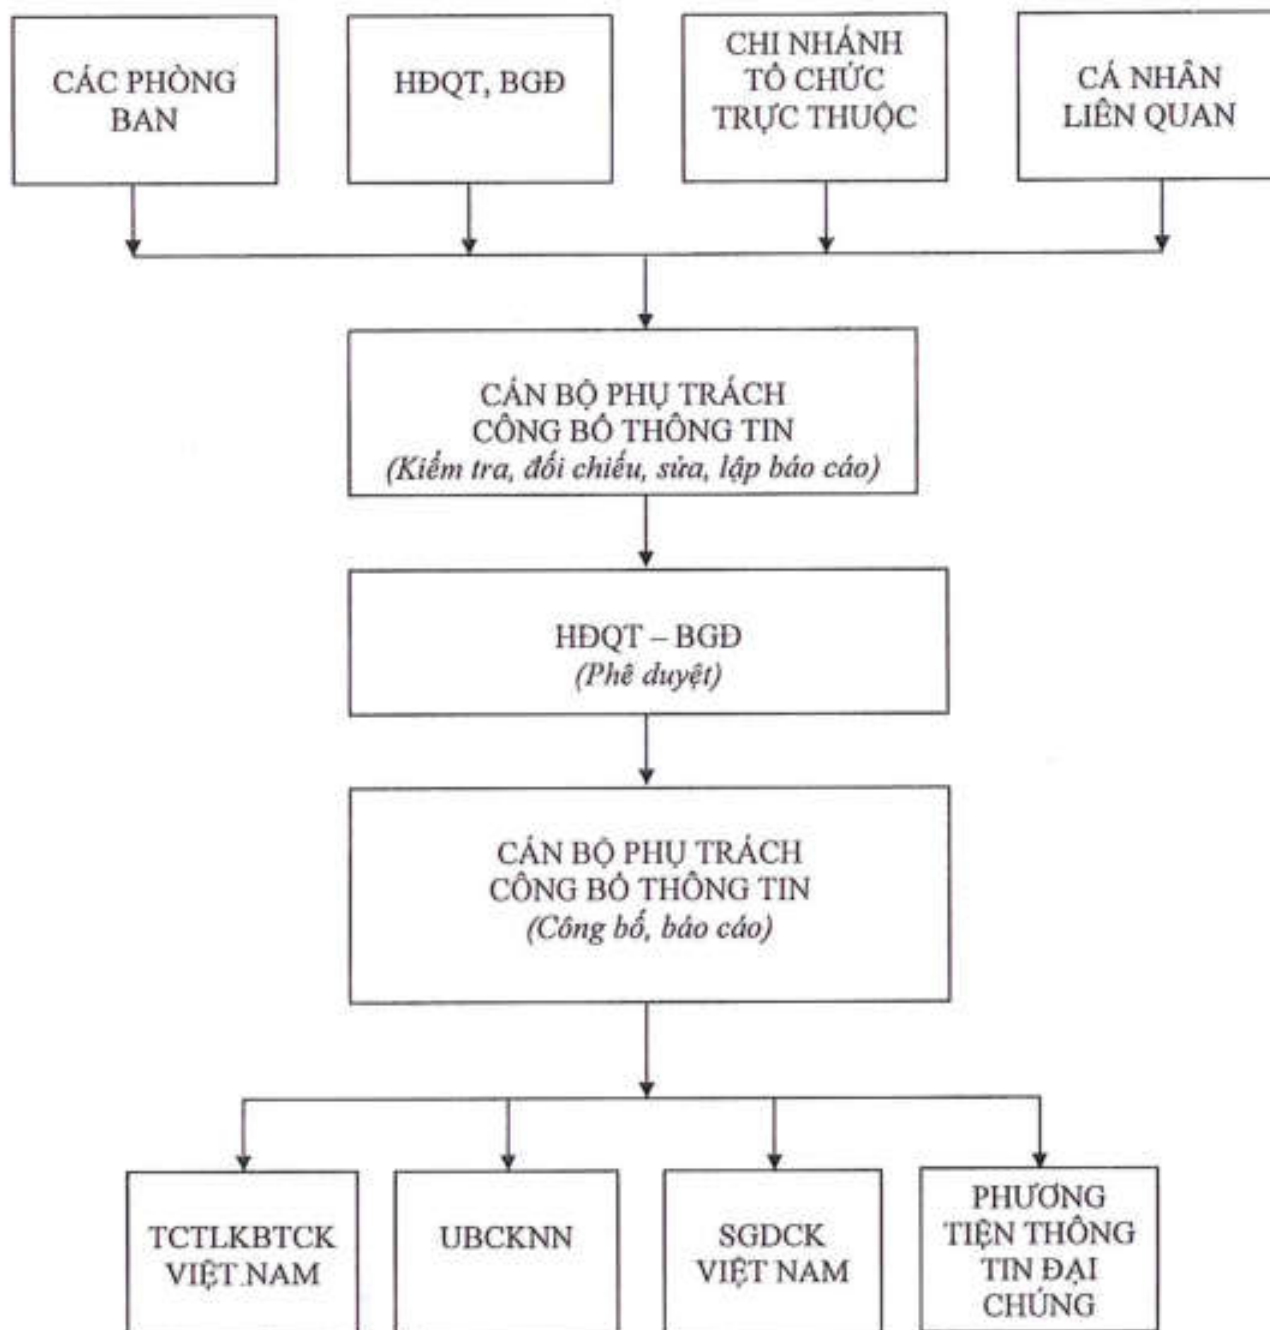 CÁC PHÒNG
BAN
HĐQT, BGĐ
CHI NHÁNH
TỔ CHỨC
TRỰC THUỘC
CÁ NHÂN
LIÊN QUAN
CÁN BỘ PHỤ TRÁCH
CÔNG BỐ THÔNG TIN
(Kiểm tra, đối chiếu, sửa, lập báo cáo)
HĐQT – BGĐ
(Phê duyệt)
CÁN BỘ PHỤ TRÁCH
CÔNG BỐ THÔNG TIN
(Công bố, báo cáo)
TCTLKBTCK
VIỆT NAM
UBCKNN
SGDCK
VIỆT NAM
PHƯƠNG
TIỆN THÔNG
TIN ĐẠI
CHÚNG